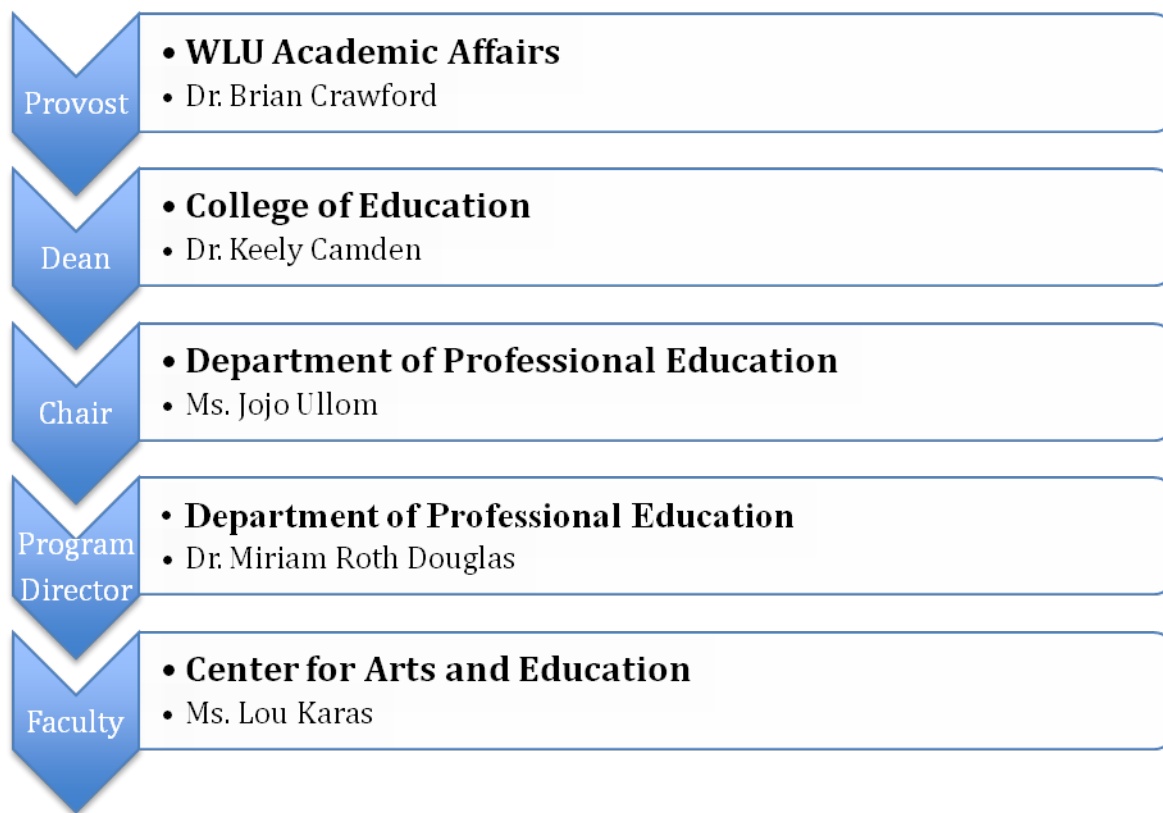 Provost
• WLU Academic Affairs
• Dr. Brian Crawford
Dean
• College of Education
• Dr. Keely Camden
Chair
• Department of Professional Education
• Ms. Jojo Ullom
Program
Director
• Department of Professional Education
• Dr. Miriam Roth Douglas
Faculty
• Center for Arts and Education
• Ms. Lou Karas